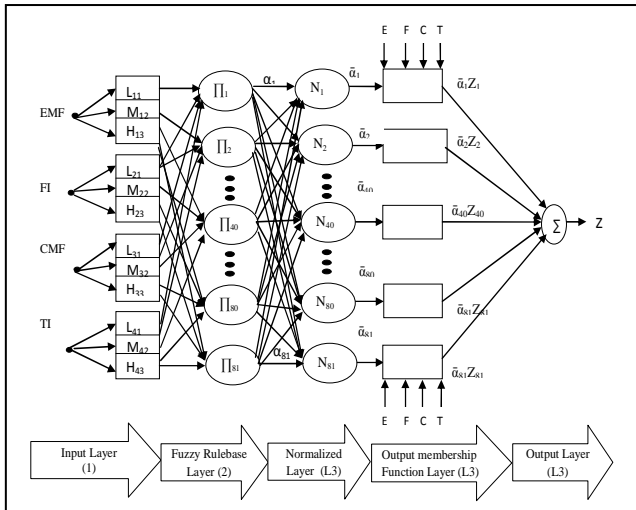 E F C T
L11
M12
H13
EMF
L21
M22
H23
FI
L31
M32
H33
CMF
L41
M42
H43
TI
∏1
∏2
∏40
∏80
∏81
α1
α81
N1
N2
N40
N80
N81
ᾱ1
ᾱ2
ᾱ40
ᾱ80
ᾱ81
ᾱ1Z1
ᾱ2Z2
ᾱ40Z40
ᾱ81Z81
ᾱ81Z81
Σ
Z
E F C T
Input Layer
(1)
Fuzzy Rulebase
Layer (2)
Normalized
Layer (L3)
Output membership
Function Layer (L3)
Output Layer
(L3)